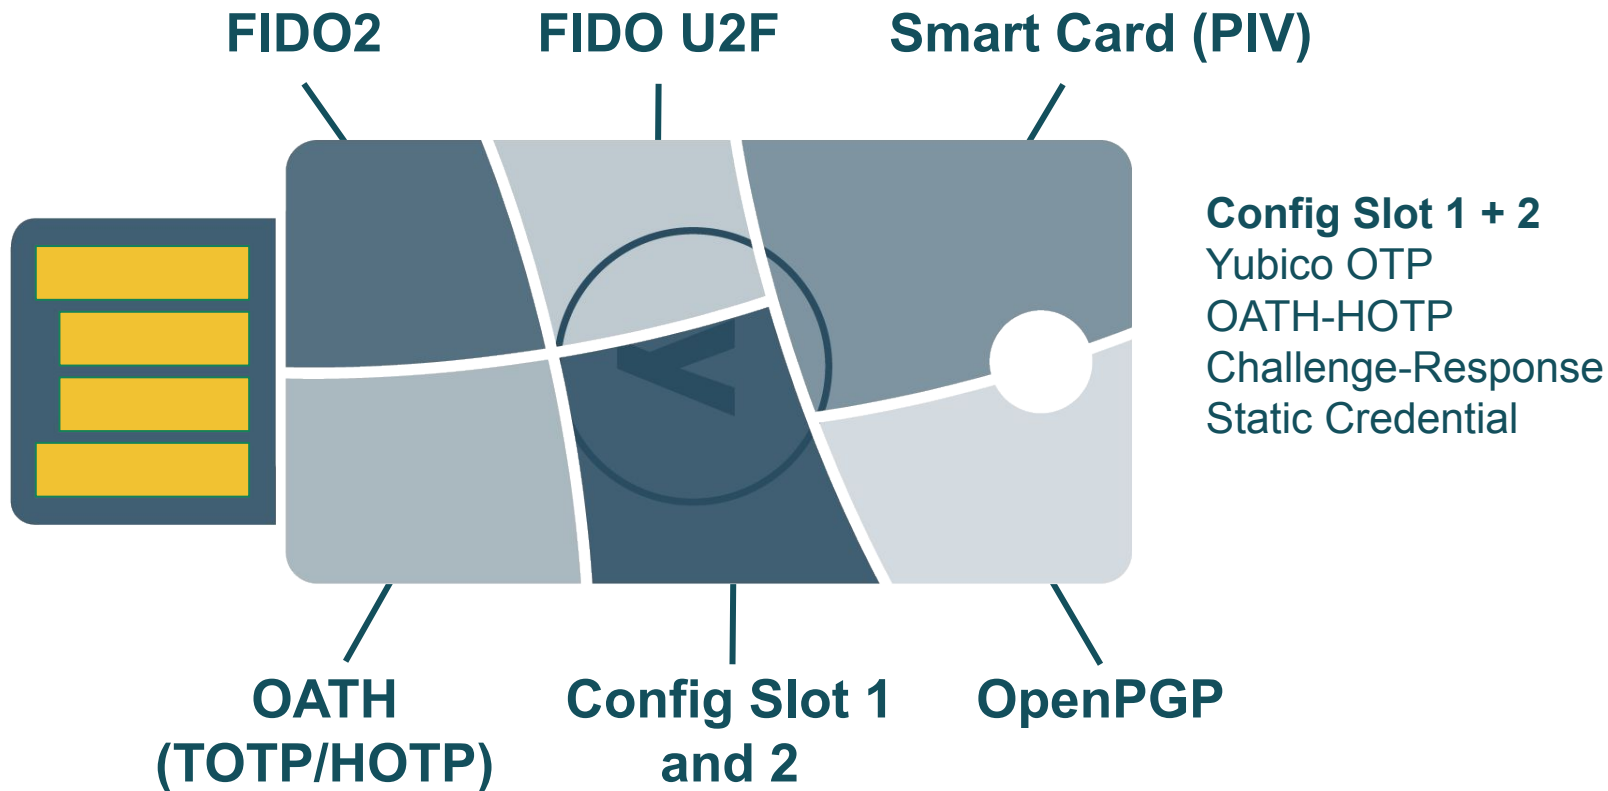 FIDO2
FIDO U2F
Smart Card (PIV)
Config Slot 1 + 2
Yubico OTP
OATH-HOTP
Challenge-Response
Static Credential
y
OATH
(TOTP/HOTP)
Config Slot 1
and 2
OpenPGP